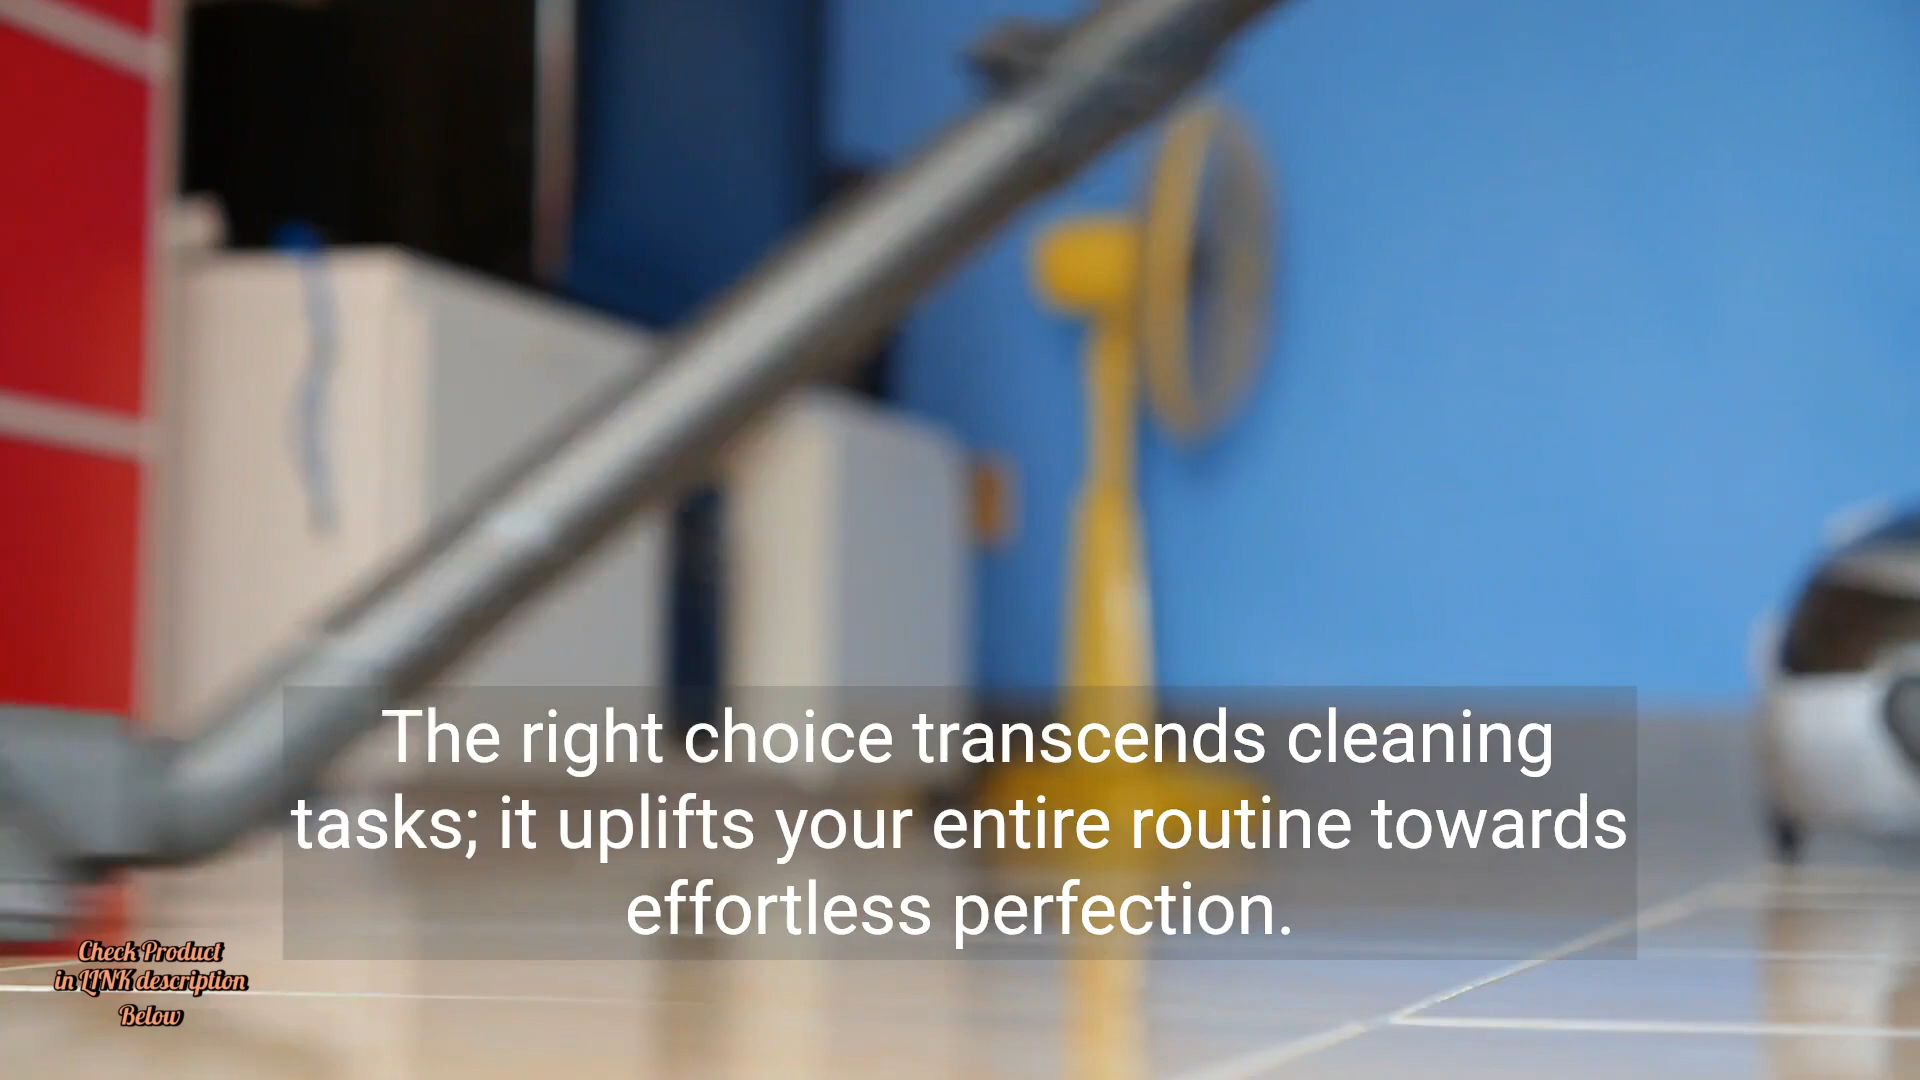 The right choice transcends cleaning
tasks; it uplifts your entire routine towards
effortless perfection.
Check Product
in LINK description
Below